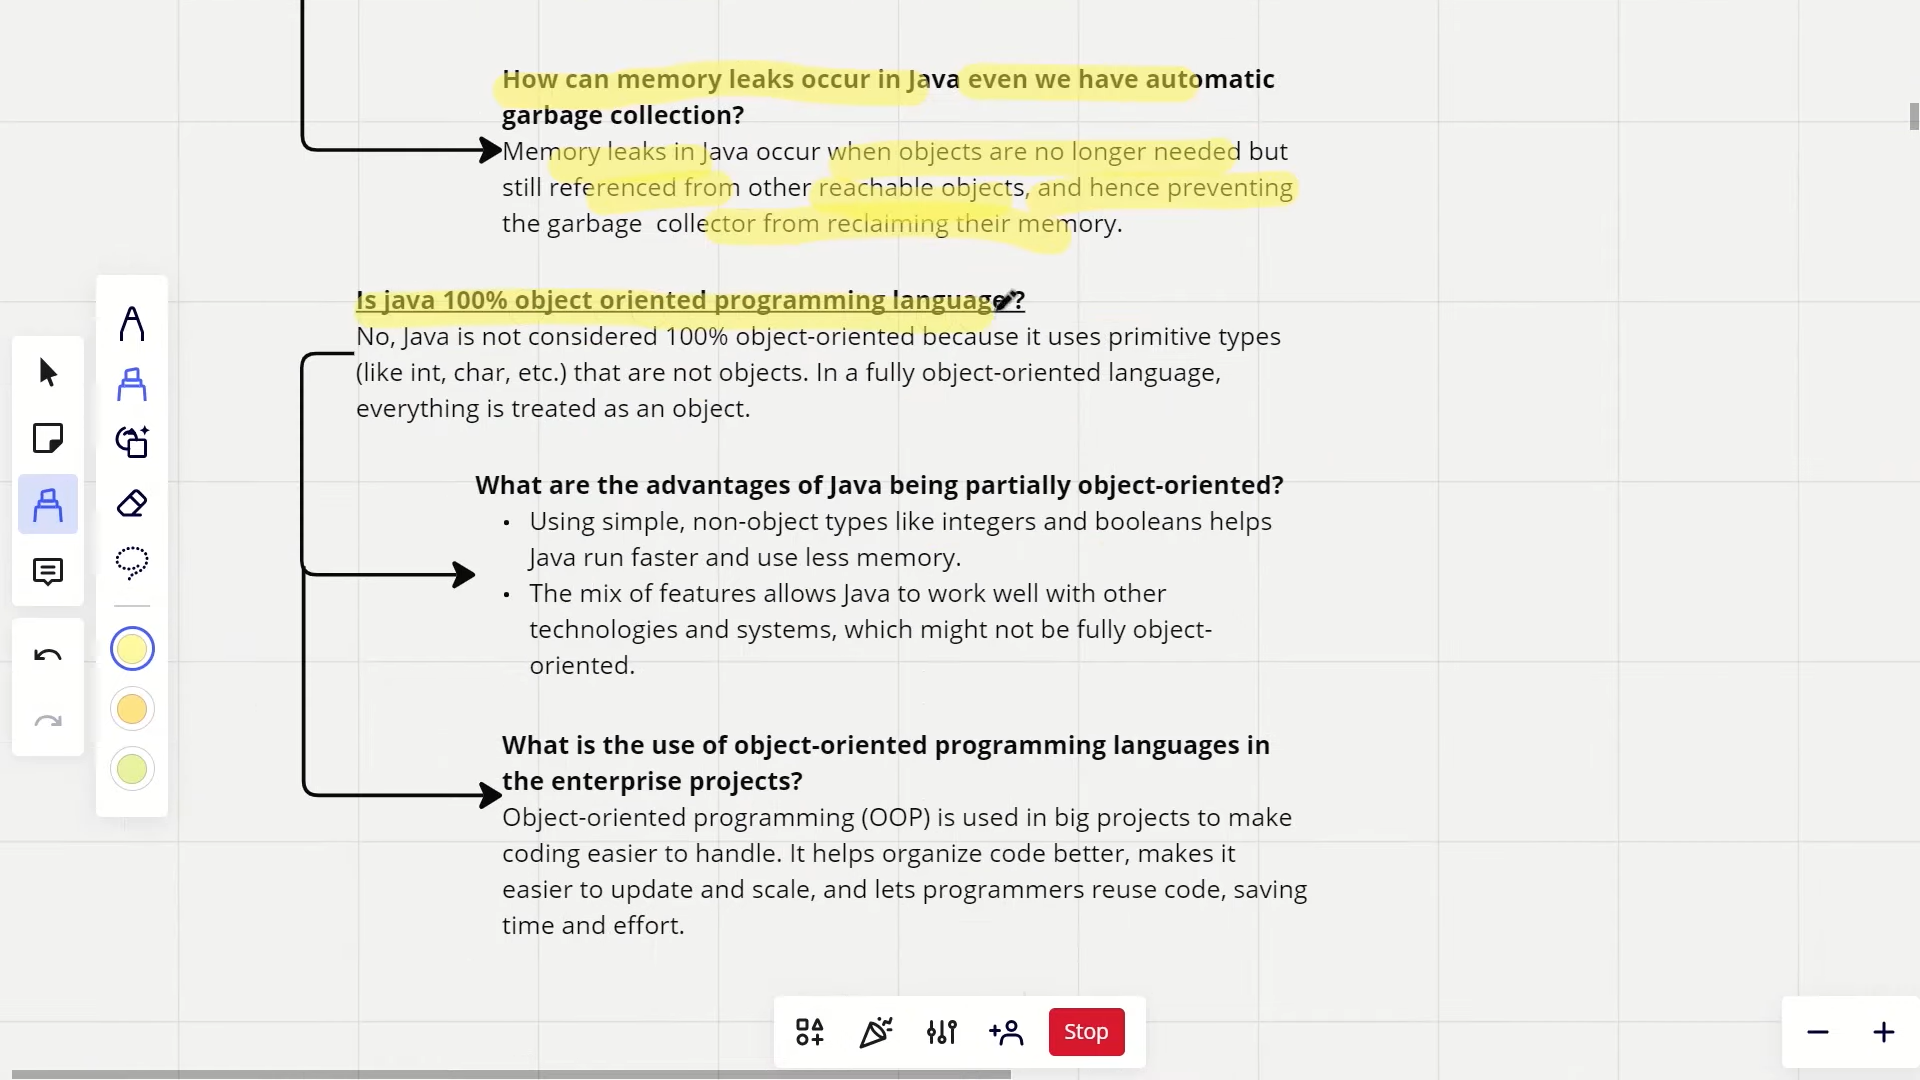 How can memory leaks occur in Java even we have automatic
garbage collection?
Memory leaks in Java occur when objects are no longer needed but
still referenced from other reachable objects, and hence preventing
the garbage  collector from reclaiming their memory.
Is java 100% object oriented programming language?
No, Java is not considered 100% object-oriented because it uses primitive types
(like int, char, etc.) that are not objects. In a fully object-oriented language,
everything is treated as an object.
What are the advantages of Java being partially object-oriented?
• Using simple, non-object types like integers and booleans helps
Java run faster and use less memory.
• The mix of features allows Java to work well with other
technologies and systems, which might not be fully object-
oriented.
What is the use of object-oriented programming languages in
the enterprise projects?
Object-oriented programming (OOP) is used in big projects to make
coding easier to handle. It helps organize code better, makes it
easier to update and scale, and lets programmers reuse code, saving
time and effort.
Stop